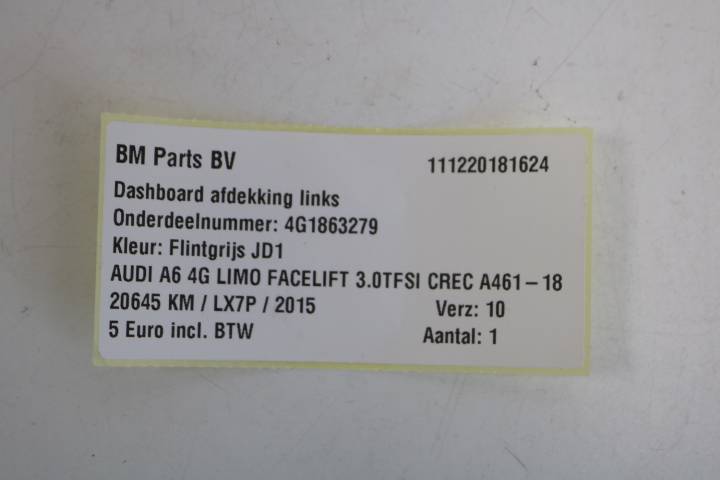 BM Parts BV 111220181624
Dashboard afdekking links
Onderdeelnummer: 4G1863279
Kleur: Flintgrijs JD1
AUDI A6 4G LIMO FACELIFT 3.0TFSI CREC A461-18
20645 KM / LX7P / 2015 Verz: 10
5 Euro incl. BTW Aantal: 1